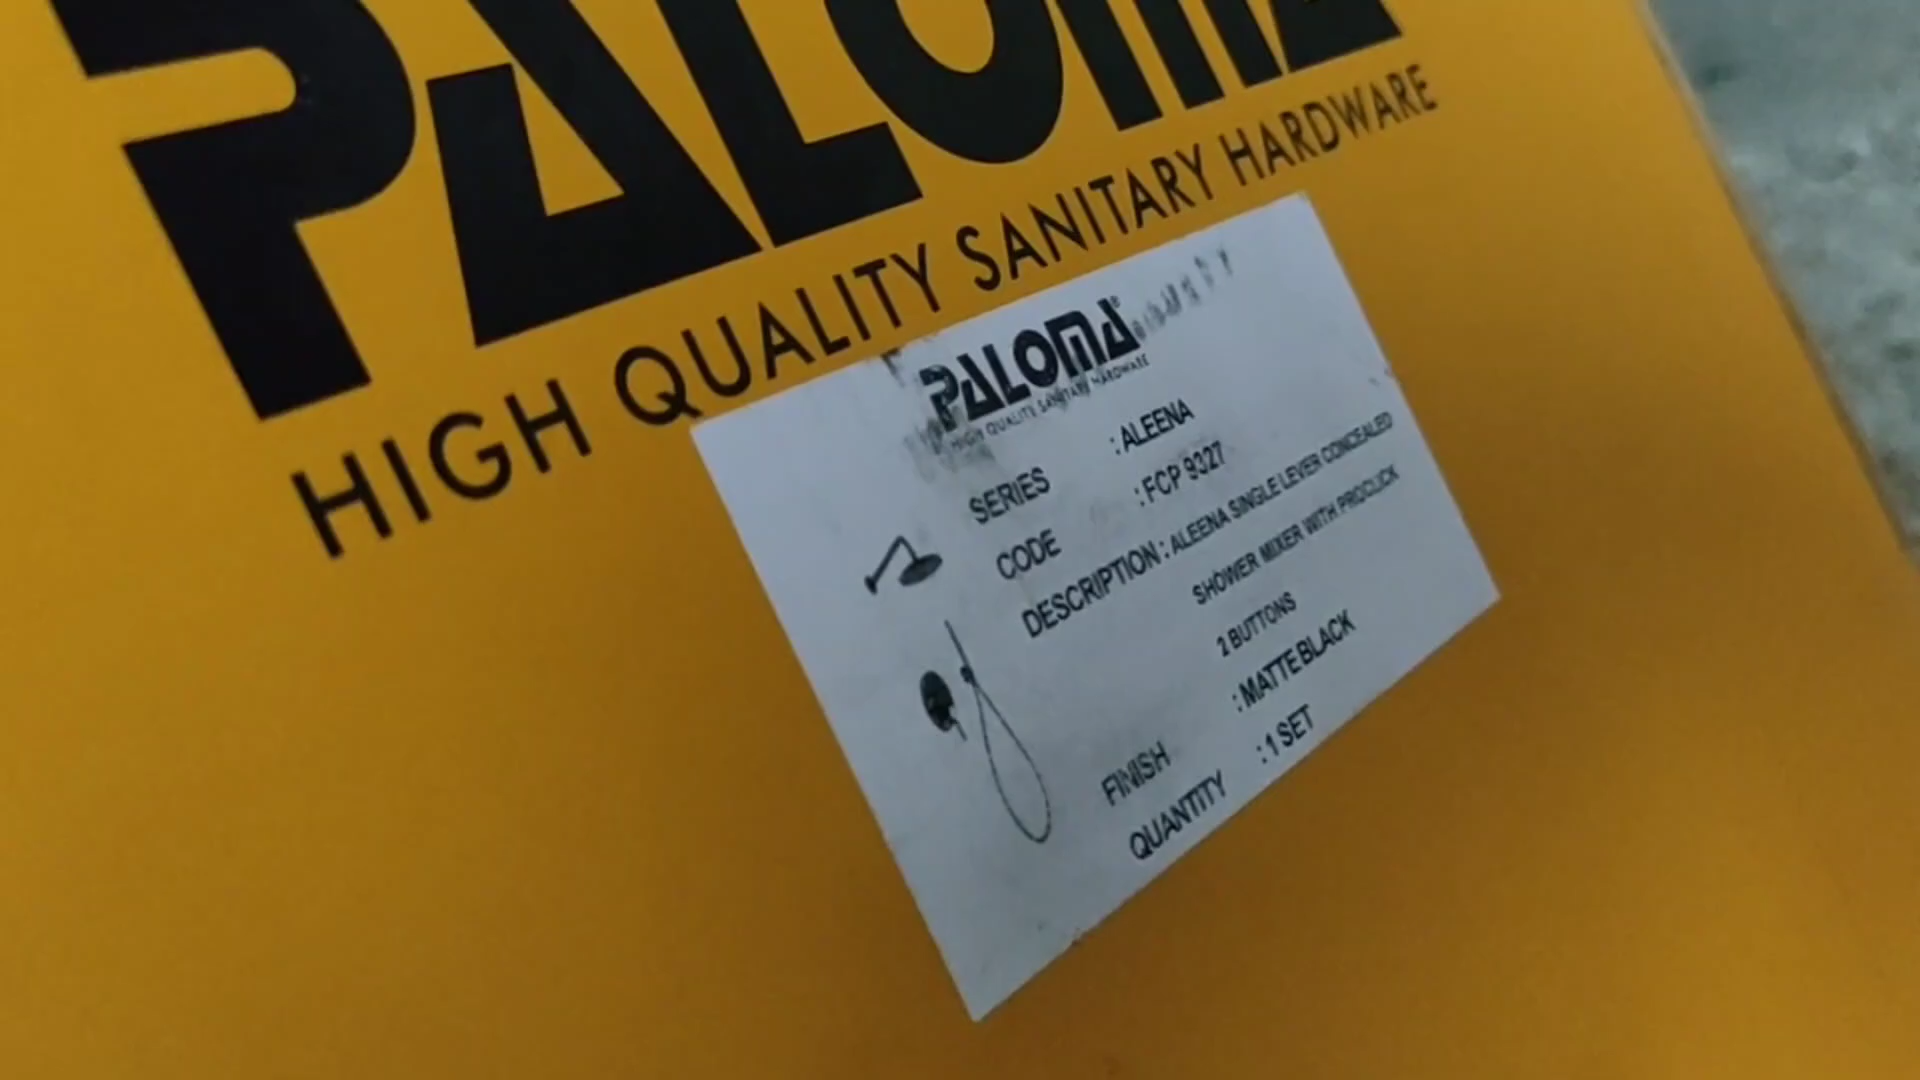 PALOMA
HIGH QUALITY SANITARY HARDWARE
PALOMA®
HIGH QUALITY SANITARY HARDWARE
SERIES : ALEENA
CODE : FCP 9327
DESCRIPTION : ALEENA SINGLE LEVER CONCEALED
SHOWER MIXER WITH PROCLICK
2 BUTTONS
FINISH : MATTE BLACK
QUANTITY : 1 SET